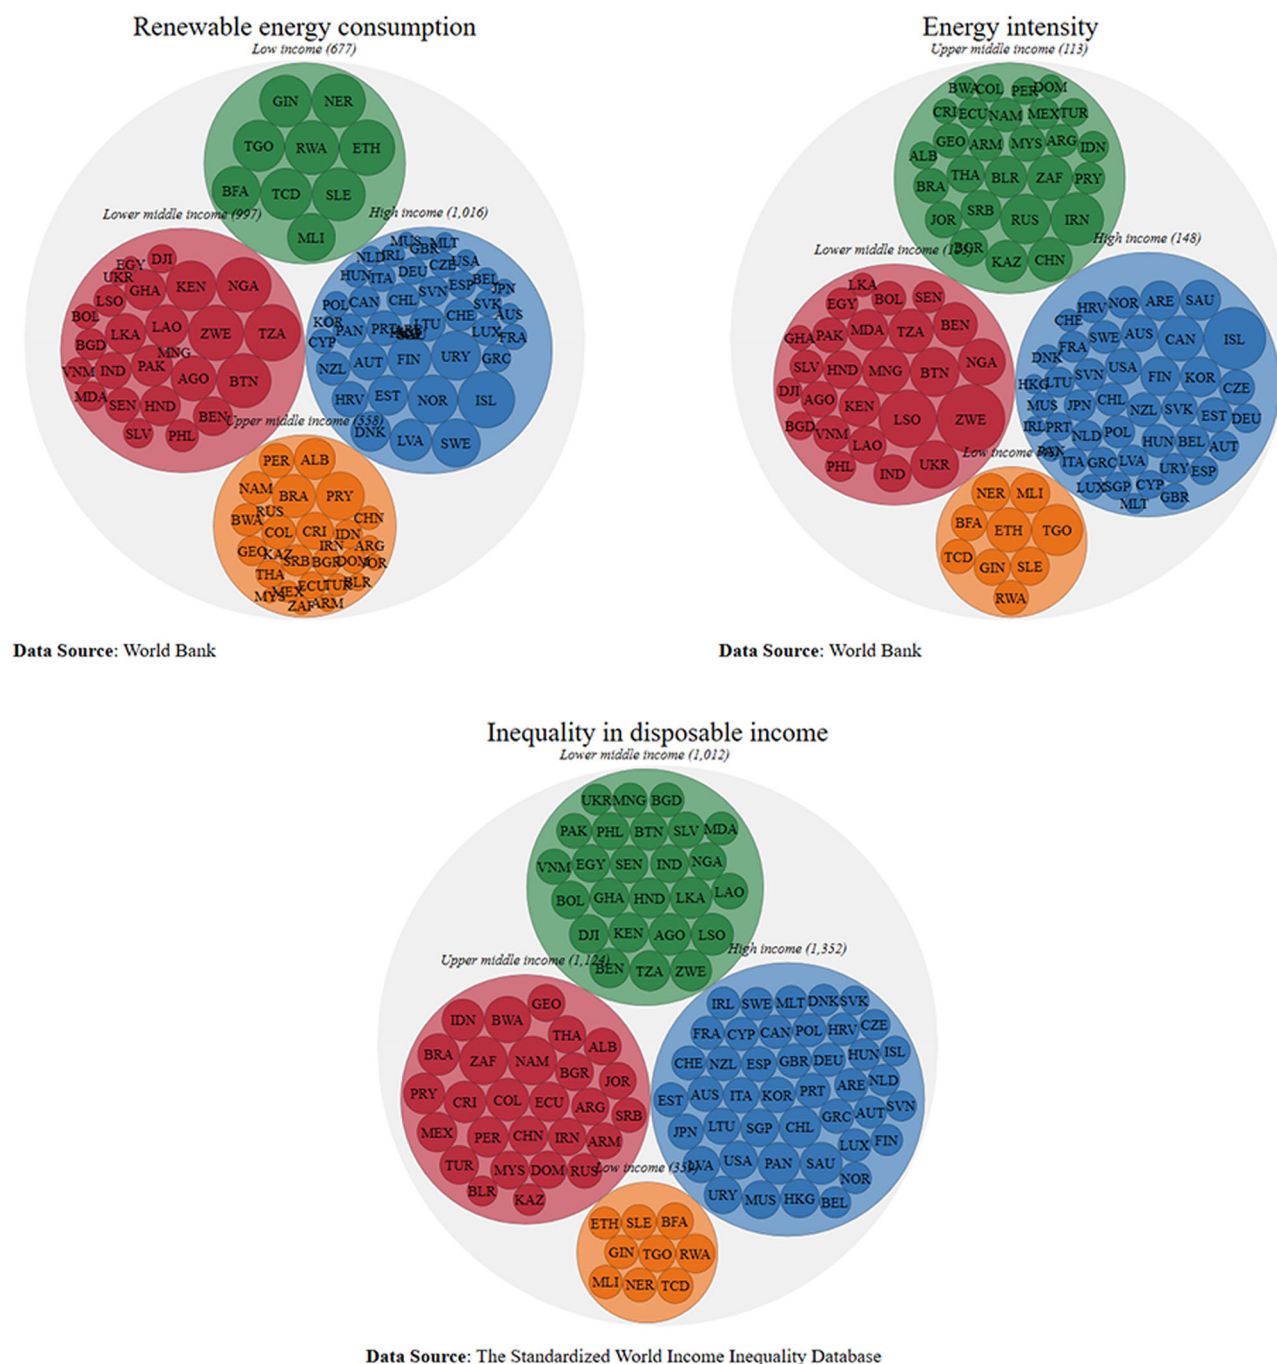 Renewable energy consumption
Low income (677)
GIN NER
TGO RWA ETH
BFA TCD SLE
MLI
Lower middle income (997)
EGY DJI
UKR
LSO GHA KEN NGA
BOL
LKA LAO ZWE TZA
BGD MNG
VNM IND PAK AGO BTN
MDA SEN HND BEN
SLV PHL
High income (1,016)
MUS GBR MLT
NLD IRL CZE USA
HUN ITA DEU ESP BEL JPN
POL CAN CHL SVN SVK AUS
KOR PAN PRT LTU CHE LUX FRA
CYP
NZL AUT FIN URY GRC
HRV EST NOR ISL
DNK LVA SWE
Upper middle income (558)
PER ALB
NAM BRA PRY
RUS
BWA COL CRI IDN CHN
GEO KAZ SRB IRN BGR DOM ARG JOR
THA MEX ECU TUR BLR
MYS ZAF ARM
Data Source: World Bank
Energy intensity
Upper middle income (113)
BWA COL PER DOM
CRI ECU NAM MEX TUR
GEO ARM MYS ARG IDN
ALB
BRA THA BLR ZAF PRY
JOR SRB RUS IRN
BGR KAZ CHN
Lower middle income
LKA
EGY BOL SEN
GHA PAK MDA TZA BEN
SLV HND MNG BTN NGA
DJI AGO KEN LSO ZWE
BGD VNM LAO
PHL IND UKR
High income (148)
HRV NOR ARE SAU
CHE SWE AUS CAN ISL
FRA
DNK SVN USA FIN KOR CZE
HKG LTU
MUS JPN CHL NZL SVK EST DEU
IRL PRT NLD POL HUN BEL AUT
PAN ITA GRC LVA URY ESP
LUX SGP CYP GBR
MLT
Low income
NER MLI
BFA ETH TGO
TCD GIN SLE
RWA
Data Source: World Bank
Inequality in disposable income
Lower middle income (1,012)
UKR MNG BGD
PAK PHL BTN SLV MDA
VNM EGY SEN IND NGA
BOL GHA HND LKA LAO
DJI KEN AGO LSO
BEN TZA ZWE
Upper middle income (1,124)
GEO
IDN BWA THA ALB
BRA ZAF NAM BGR JOR
PRY CRI COL ECU ARG SRB
MEX PER CHN IRN ARM
TUR MYS DOM RUS
BLR KAZ
High income (1,352)
IRL SWE MLT DNK SVK
FRA CYP CAN POL HRV CZE
CHE NZL ESP GBR DEU HUN ISL
EST AUS ITA KOR PRT ARE NLD
JPN LTU SGP CHL GRC AUT SVN
LVA USA PAN SAU LUX FIN
URY MUS HKG BEL NOR
Low income
ETH SLE BFA
GIN TGO RWA
MLI NER TCD
Data Source: The Standardized World Income Inequality Database